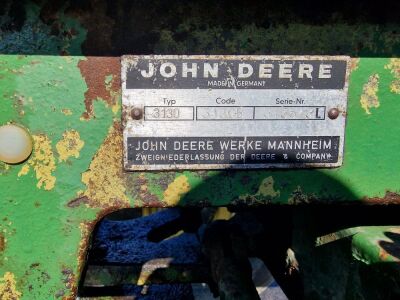 JOHN DEERE
MADE IN GERMANY
Typ Code Serie-Nr.
3130 L
JOHN DEERE WERKE MANNHEIM
ZWEIGNIEDERLASSUNG DER DEERE & COMPANY